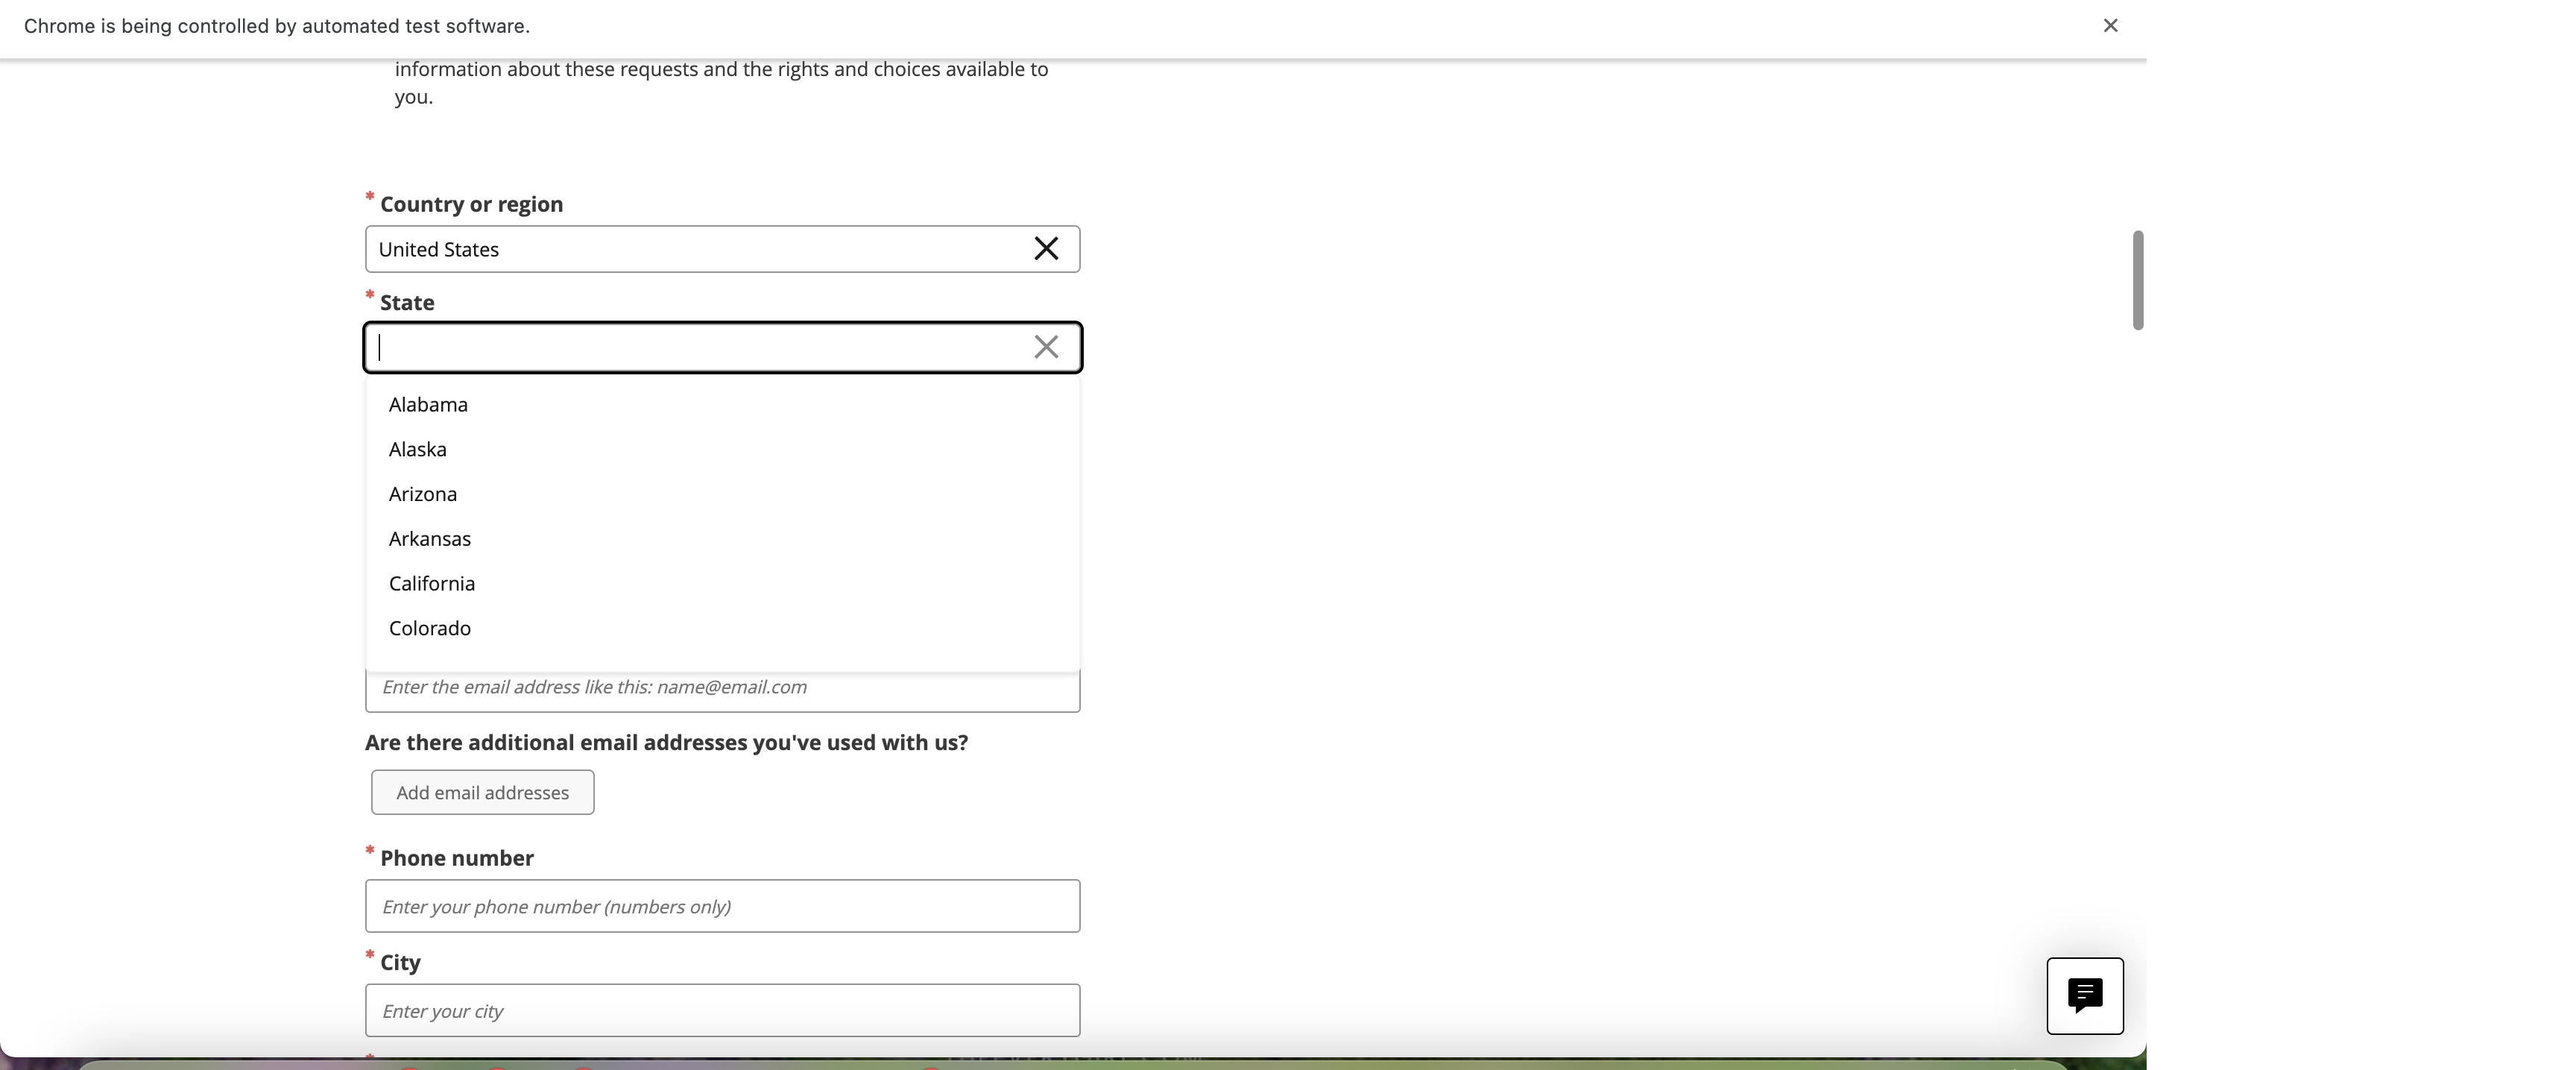 Chrome is being controlled by automated test software.
information about these requests and the rights and choices available to
you.
* Country or region
United States
* State
Alabama
Alaska
Arizona
Arkansas
California
Colorado
Enter the email address like this: name@email.com
Are there additional email addresses you've used with us?
Add email addresses
* Phone number
Enter your phone number (numbers only)
* City
Enter your city
*